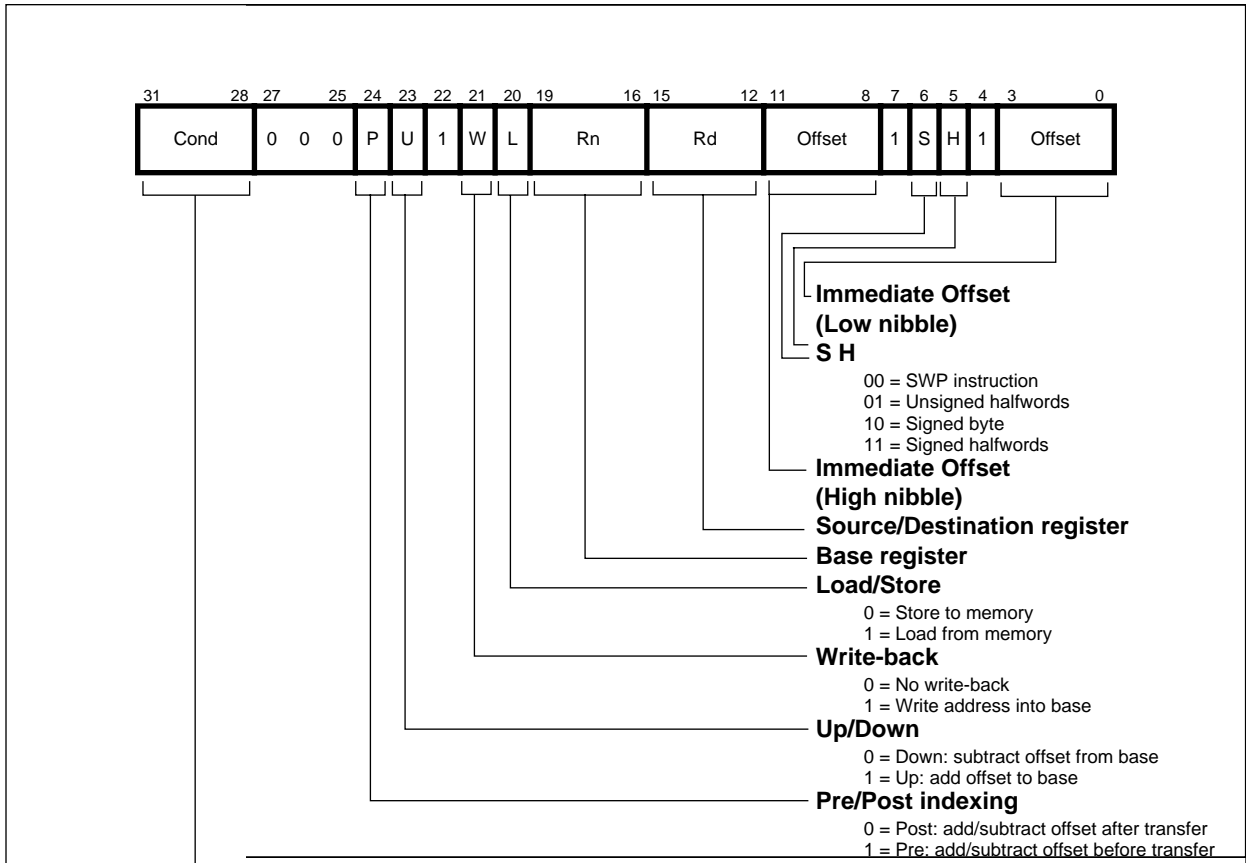 31 28 27 25 24 23 22 21 20 19 16 15 12 11 8 7 6 5 4 3 0
Cond 0 0 0 P U 1 W L Rn Rd Offset 1 S H 1 Offset
Immediate Offset
(Low nibble)
S H
00 = SWP instruction
01 = Unsigned halfwords
10 = Signed byte
11 = Signed halfwords
Immediate Offset
(High nibble)
Source/Destination register
Base register
Load/Store
0 = Store to memory
1 = Load from memory
Write-back
0 = No write-back
1 = Write address into base
Up/Down
0 = Down: subtract offset from base
1 = Up: add offset to base
Pre/Post indexing
0 = Post: add/subtract offset after transfer
1 = Pre: add/subtract offset before transfer